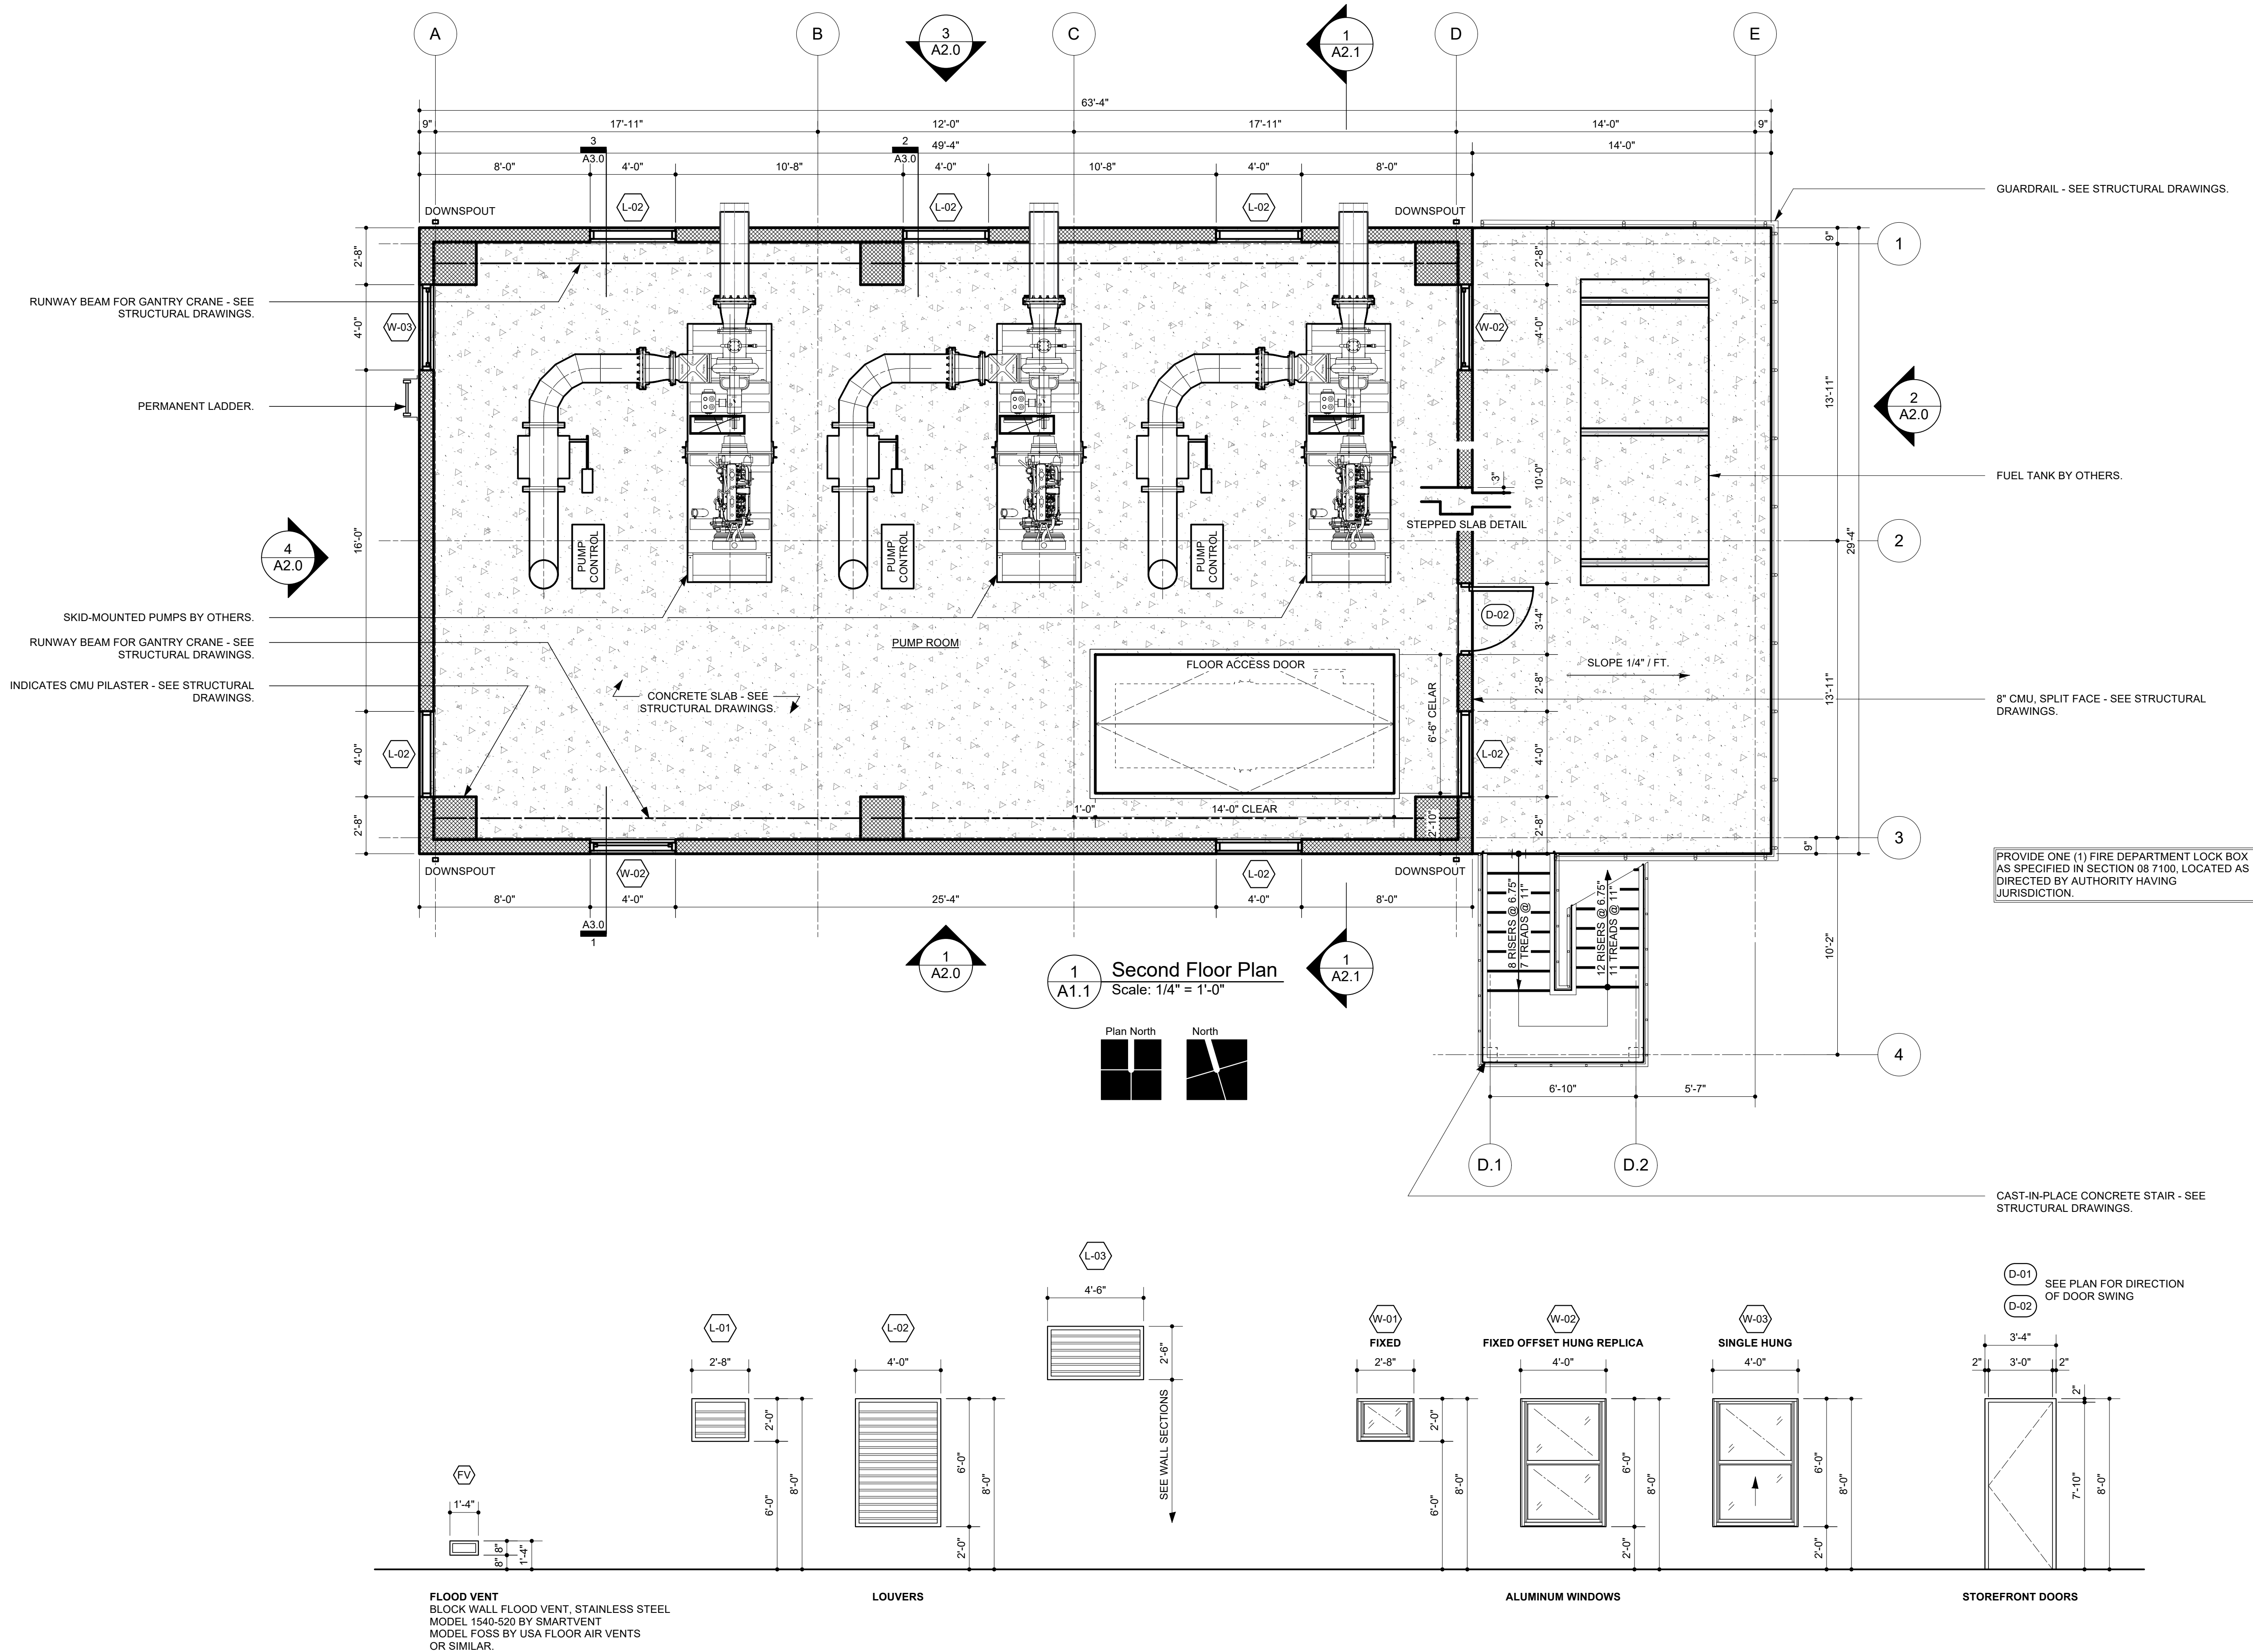 A
B
3
A2.0
C
1
A2.1
D
E
63'-4"
9"
17'-11"
12'-0"
17'-11"
14'-0"
9"
3
A3.0
2
A3.0
49'-4"
14'-0"
8'-0"
4'-0"
10'-8"
4'-0"
10'-8"
4'-0"
8'-0"
GUARDRAIL - SEE STRUCTURAL DRAWINGS.
DOWNSPOUT
L-02
L-02
L-02
DOWNSPOUT
2'-8"
2'-8"
9"
1
RUNWAY BEAM FOR GANTRY CRANE - SEE
STRUCTURAL DRAWINGS.
4'-0"
W-03
W-02
4'-0"
PERMANENT LADDER.
13'-11"
2
A2.0
10'-0"
3"
FUEL TANK BY OTHERS.
STEPPED SLAB DETAIL
4
A2.0
16'-0"
PUMP
CONTROL
PUMP
CONTROL
PUMP
CONTROL
29'-4"
2
SKID-MOUNTED PUMPS BY OTHERS.
D-02
3'-4"
RUNWAY BEAM FOR GANTRY CRANE - SEE
STRUCTURAL DRAWINGS.
PUMP ROOM
FLOOR ACCESS DOOR
SLOPE 1/4" / FT.
INDICATES CMU PILASTER - SEE STRUCTURAL
DRAWINGS.
CONCRETE SLAB - SEE
STRUCTURAL DRAWINGS.
6'-6" CELAR
2'-8"
13'-11"
8" CMU, SPLIT FACE - SEE STRUCTURAL
DRAWINGS.
4'-0"
L-02
L-02
4'-0"
1'-0"
14'-0" CLEAR
2'-8"
2'-10"
2'-8"
9"
3
DOWNSPOUT
W-02
L-02
DOWNSPOUT
PROVIDE ONE (1) FIRE DEPARTMENT LOCK BOX
AS SPECIFIED IN SECTION 08 7100, LOCATED AS
DIRECTED BY AUTHORITY HAVING
JURISDICTION.
8'-0"
4'-0"
25'-4"
4'-0"
8'-0"
8 RISERS @ 6.75"
7 TREADS @ 11"
12 RISERS @ 6.75"
11 TREADS @ 11"
10'-2"
A3.0
1
1
A2.0
1
A1.1
Second Floor Plan
Scale: 1/4" = 1'-0"
1
A2.1
Plan North
North
4
6'-10"
5'-7"
D.1
D.2
CAST-IN-PLACE CONCRETE STAIR - SEE
STRUCTURAL DRAWINGS.
L-03
4'-6"
2'-6"
SEE WALL SECTIONS
D-01
D-02
SEE PLAN FOR DIRECTION
OF DOOR SWING
L-01
2'-8"
2'-0"
6'-0"
8'-0"
L-02
4'-0"
6'-0"
2'-0"
8'-0"
W-01
FIXED
2'-8"
2'-0"
6'-0"
8'-0"
W-02
FIXED OFFSET HUNG REPLICA
4'-0"
6'-0"
2'-0"
8'-0"
W-03
SINGLE HUNG
4'-0"
6'-0"
2'-0"
8'-0"
3'-4"
2"
3'-0"
2"
2"
7'-10"
8'-0"
FV
1'-4"
8"
8"
1'-4"
FLOOD VENT
BLOCK WALL FLOOD VENT, STAINLESS STEEL
MODEL 1540-520 BY SMARTVENT
MODEL FOSS BY USA FLOOR AIR VENTS
OR SIMILAR.
LOUVERS
ALUMINUM WINDOWS
STOREFRONT DOORS